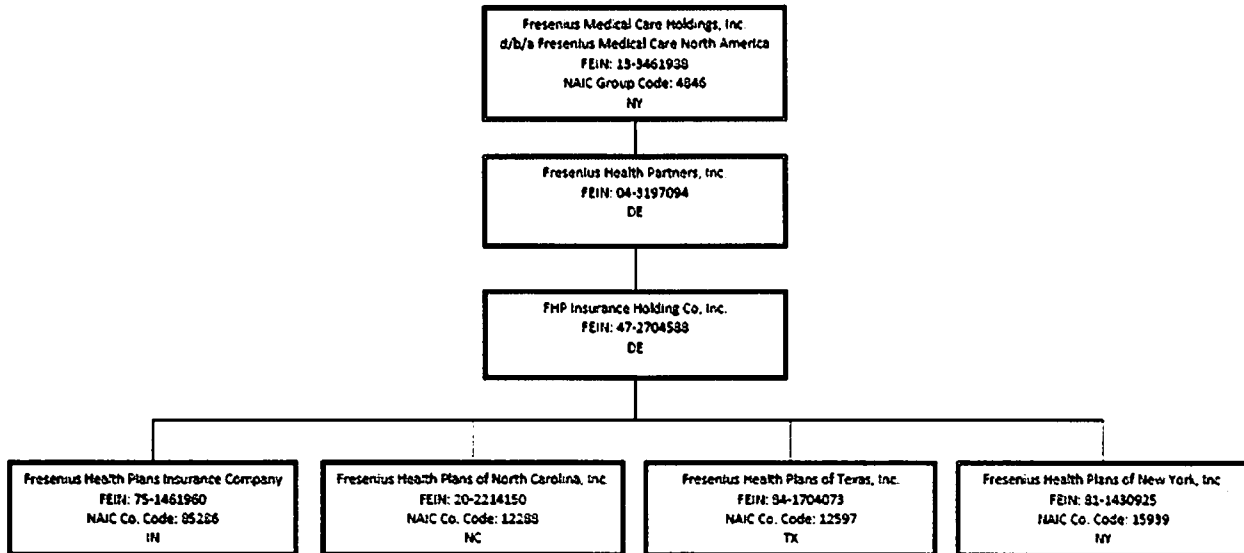 Fresenius Medical Care Holdings, Inc.
d/b/a Fresenius Medical Care North America
FEIN: 13-3461988
NAIC Group Code: 4846
NY
Fresenius Health Partners, Inc
FEIN: 04-3197094
DE
FHP Insurance Holding Co, Inc.
FEIN: 47-2704588
DE
Fresenius Health Plans Insurance Company
FEIN: 75-1461960
NAIC Co. Code: 85286
IN
Fresenius Health Plans of North Carolina, Inc
FEIN: 20-2214150
NAIC Co. Code: 12288
NC
Fresenius Health Plans of Texas, Inc.
FEIN: 84-1704073
NAIC Co. Code: 12597
TX
Fresenius Health Plans of New York, Inc
FEIN: 81-1430925
NAIC Co. Code: 15939
NY